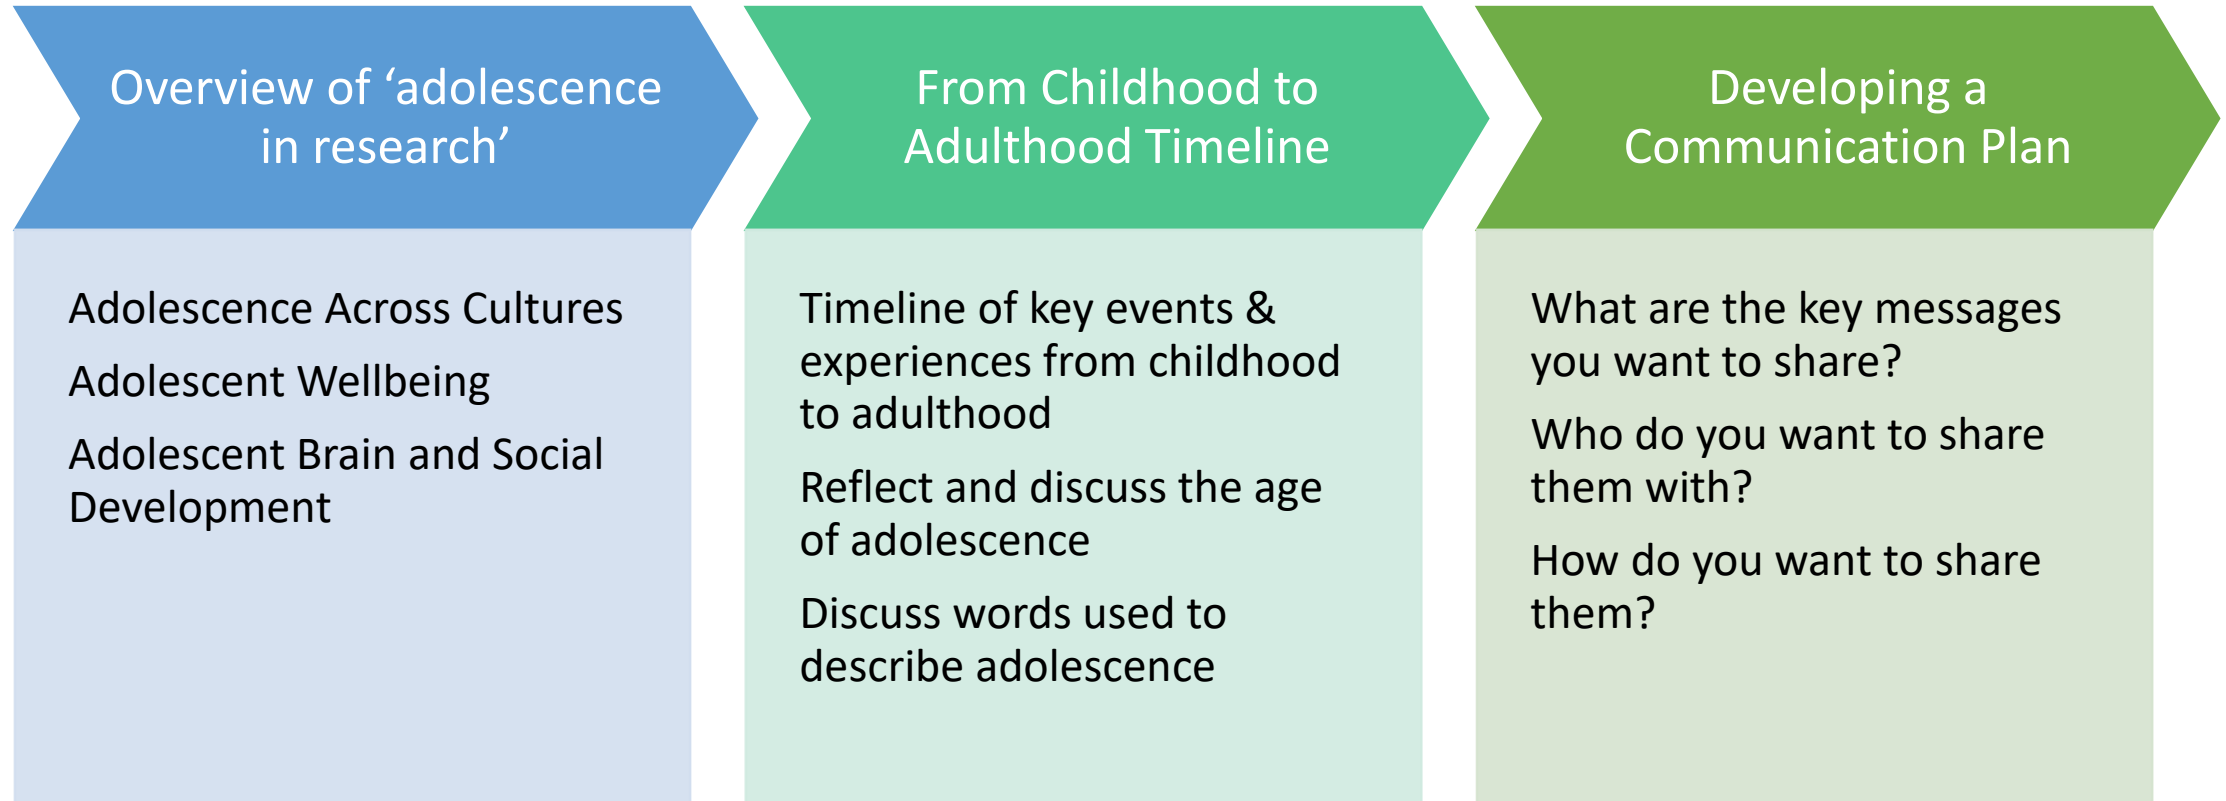 Overview of ‘adolescence
in research’
Adolescence Across Cultures
Adolescent Wellbeing
Adolescent Brain and Social
Development
From Childhood to
Adulthood Timeline
Timeline of key events &
experiences from childhood
to adulthood
Reflect and discuss the age
of adolescence
Discuss words used to
describe adolescence
Developing a
Communication Plan
What are the key messages
you want to share?
Who do you want to share
them with?
How do you want to share
them?